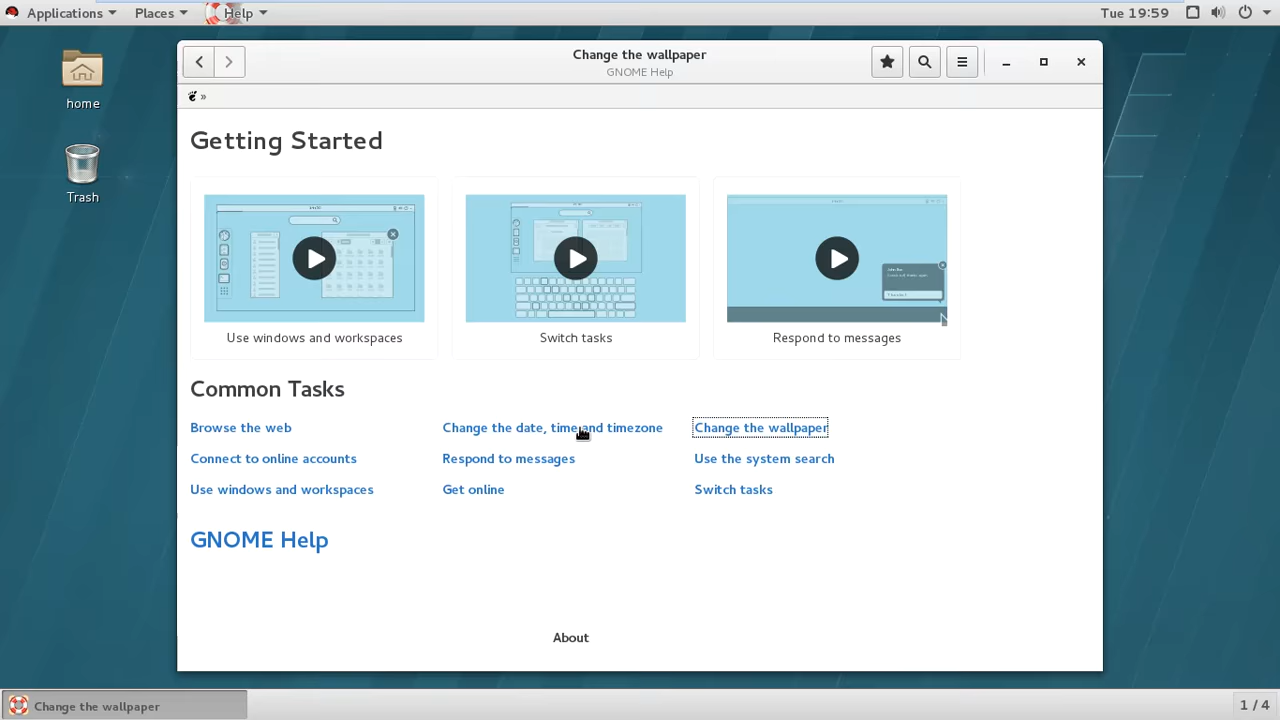 Applications Places Help Tue 19:59
home
Trash
Change the wallpaper
GNOME Help
»
Getting Started
Use windows and workspaces Switch tasks Respond to messages
Common Tasks
Browse the web Change the date, time and timezone Change the wallpaper
Connect to online accounts Respond to messages Use the system search
Use windows and workspaces Get online Switch tasks
GNOME Help
About
Change the wallpaper 1 / 4